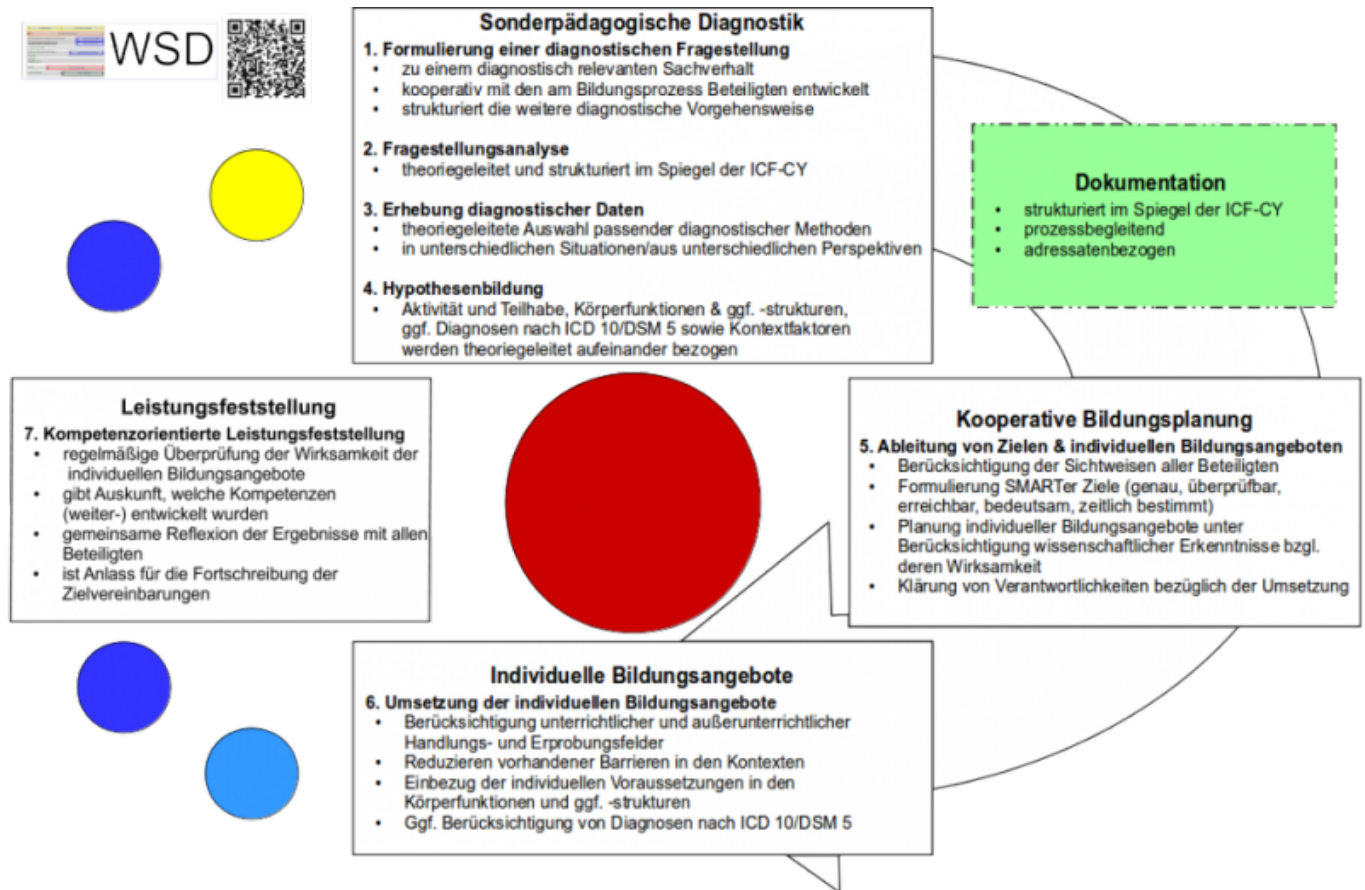 WSD
Sonderpädagogische Diagnostik
1. Formulierung einer diagnostischen Fragestellung
• zu einem diagnostisch relevanten Sachverhalt
• kooperativ mit den am Bildungsprozess Beteiligten entwickelt
• strukturiert die weitere diagnostische Vorgehensweise
2. Fragestellungsanalyse
• theoriegeleitet und strukturiert im Spiegel der ICF-CY
3. Erhebung diagnostischer Daten
• theoriegeleitete Auswahl passender diagnostischer Methoden
• in unterschiedlichen Situationen/aus unterschiedlichen Perspektiven
4. Hypothesenbildung
• Aktivität und Teilhabe, Körperfunktionen & ggf. -strukturen,
ggf. Diagnosen nach ICD 10/DSM 5 sowie Kontextfaktoren
werden theoriegeleitet aufeinander bezogen
Dokumentation
• strukturiert im Spiegel der ICF-CY
• prozessbegleitend
• adressatenbezogen
Leistungsfeststellung
7. Kompetenzorientierte Leistungsfeststellung
• regelmäßige Überprüfung der Wirksamkeit der
individuellen Bildungsangebote
• gibt Auskunft, welche Kompetenzen
(weiter-) entwickelt wurden
• gemeinsame Reflexion der Ergebnisse mit allen
Beteiligten
• ist Anlass für die Fortschreibung der
Zielvereinbarungen
Kooperative Bildungsplanung
5. Ableitung von Zielen & individuellen Bildungsangeboten
• Berücksichtigung der Sichtweisen aller Beteiligten
• Formulierung SMARTer Ziele (genau, überprüfbar,
erreichbar, bedeutsam, zeitlich bestimmt)
• Planung individueller Bildungsangebote unter
Berücksichtigung wissenschaftlicher Erkenntnisse bzgl.
deren Wirksamkeit
• Klärung von Verantwortlichkeiten bezüglich der Umsetzung
Individuelle Bildungsangebote
6. Umsetzung der individuellen Bildungsangebote
• Berücksichtigung unterrichtlicher und außerunterrichtlicher
Handlungs- und Erprobungsfelder
• Reduzieren vorhandener Barrieren in den Kontexten
• Einbezug der individuellen Voraussetzungen in den
Körperfunktionen und ggf. -strukturen
• Ggf. Berücksichtigung von Diagnosen nach ICD 10/DSM 5